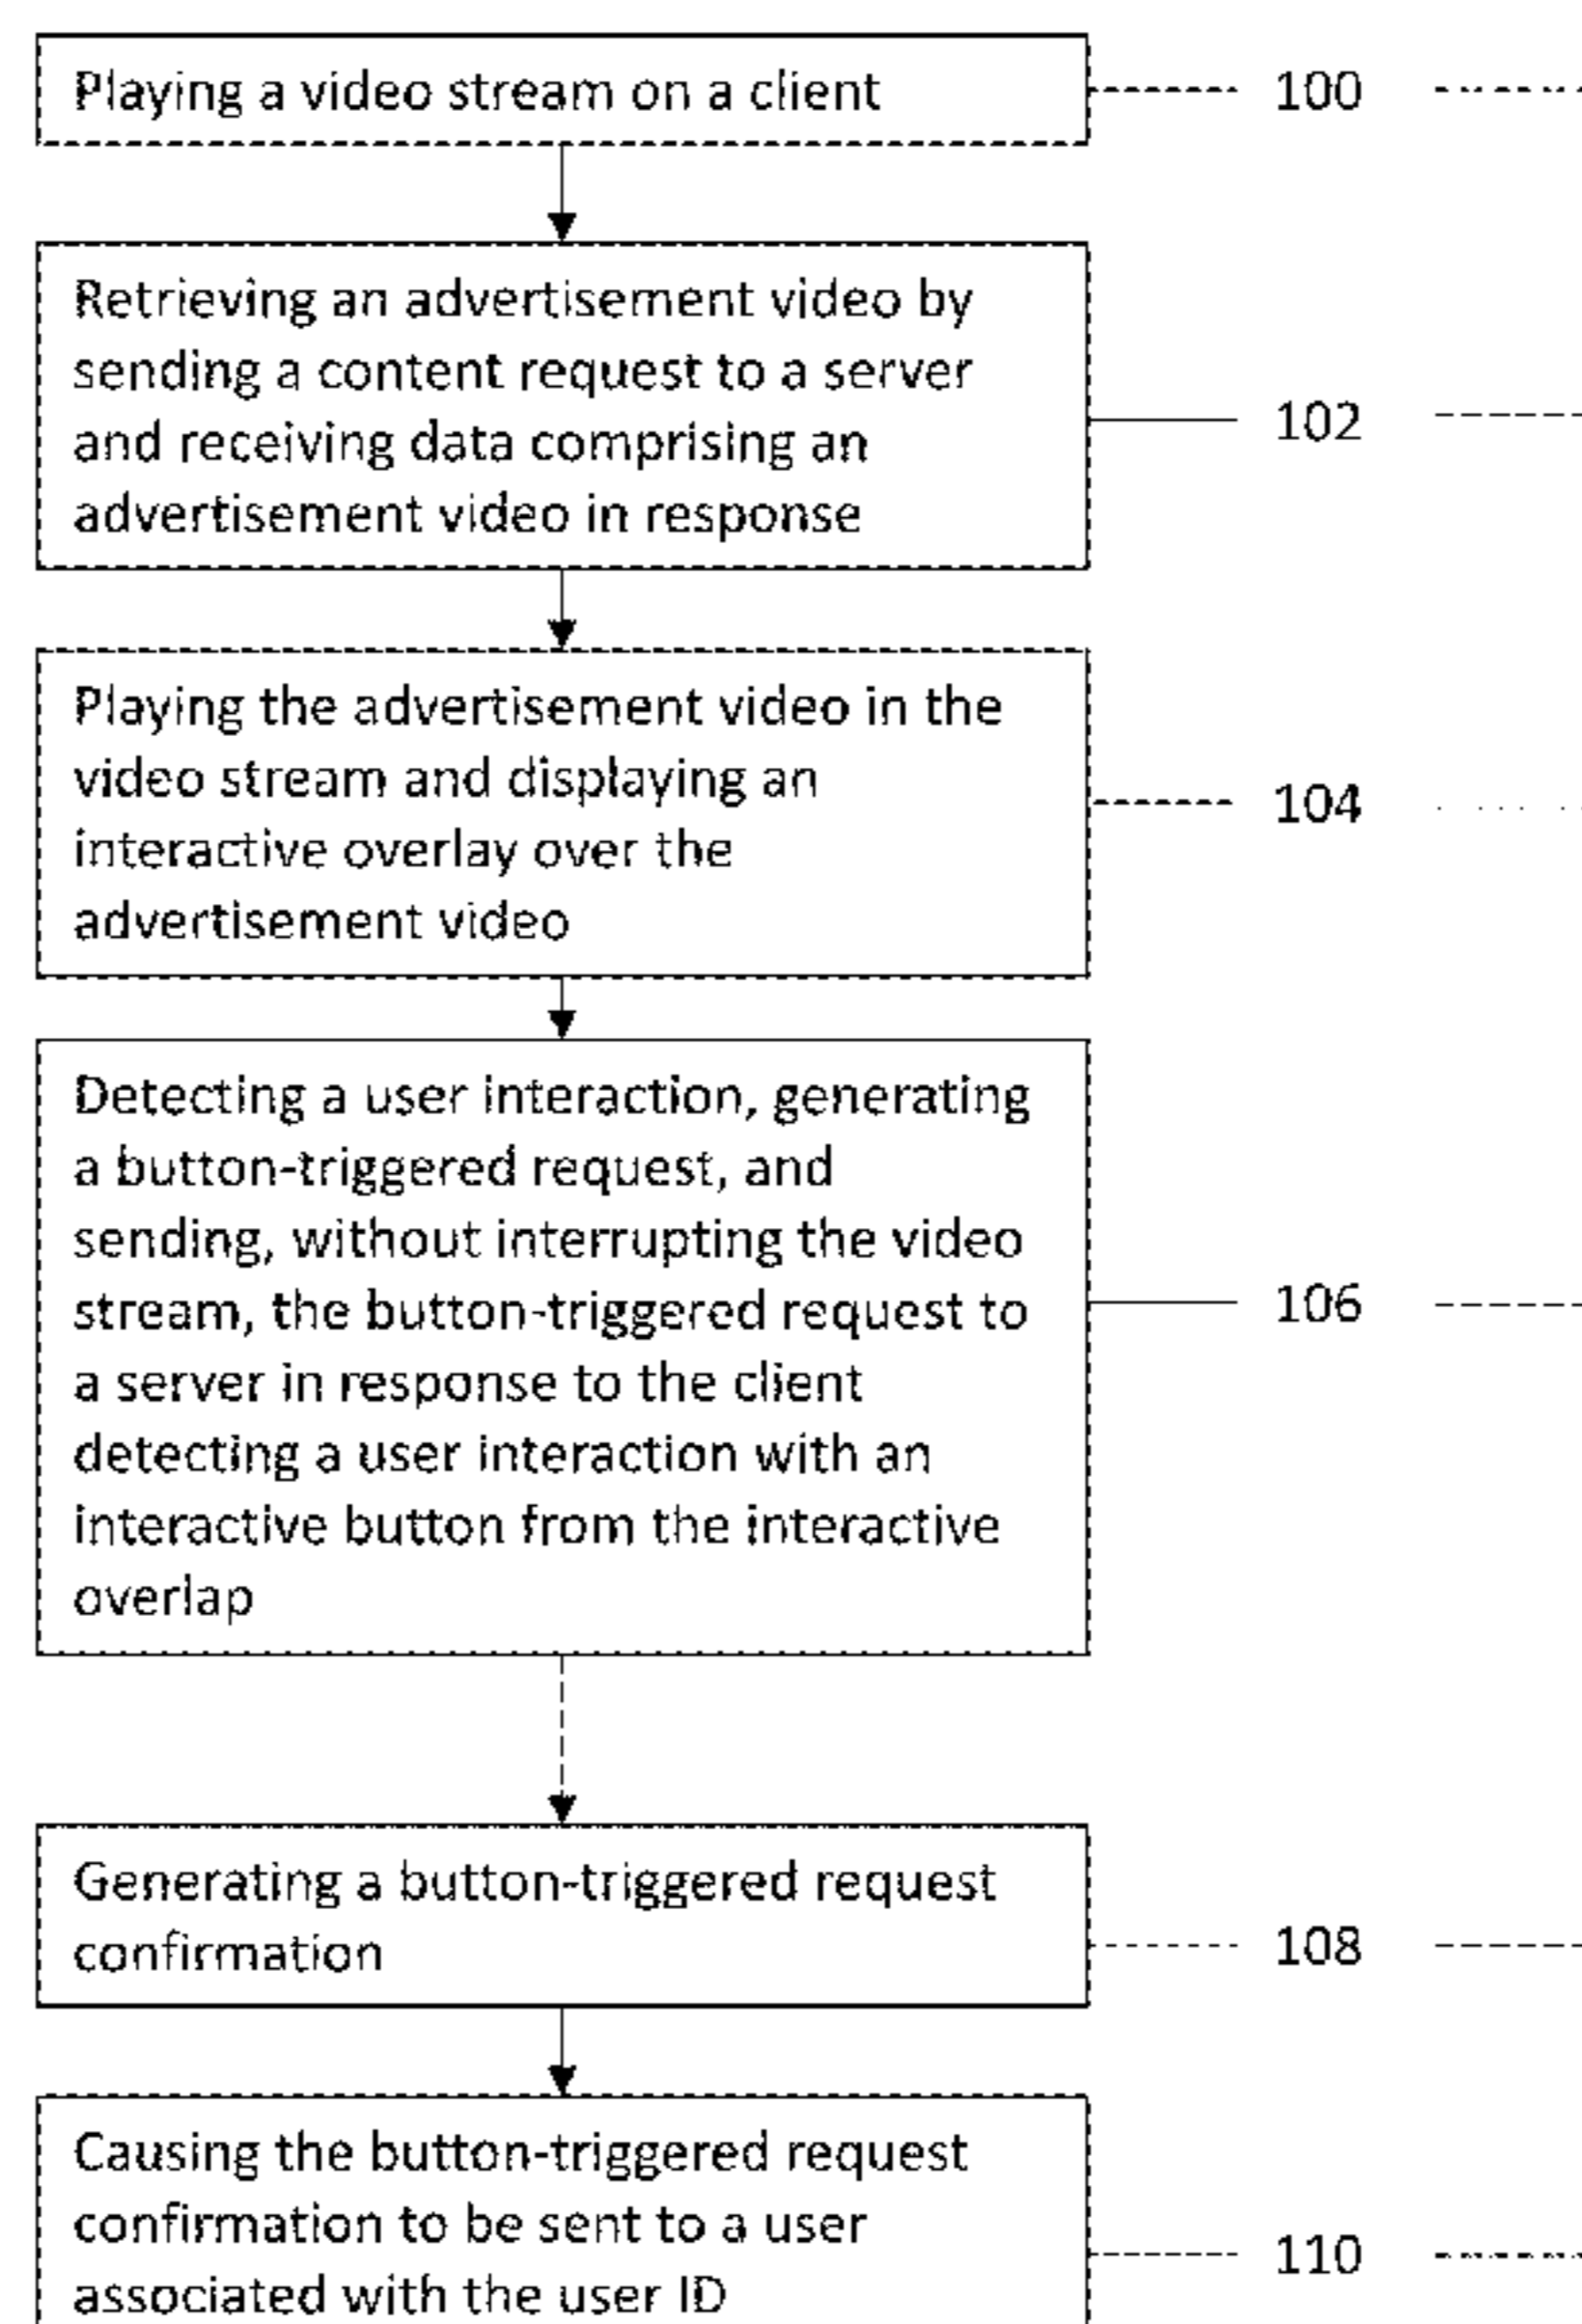 Playing a video stream on a client
100
Retrieving an advertisement video by
sending a content request to a server
and receiving data comprising an
advertisement video in response
102
Playing the advertisement video in the
video stream and displaying an
interactive overlay over the
advertisement video
104
Detecting a user interaction, generating
a button-triggered request, and
sending, without interrupting the video
stream, the button-triggered request to
a server in response to the client
detecting a user interaction with an
interactive button from the interactive
overlap
106
Generating a button-triggered request
confirmation
108
Causing the button-triggered request
confirmation to be sent to a user
associated with the user ID
110